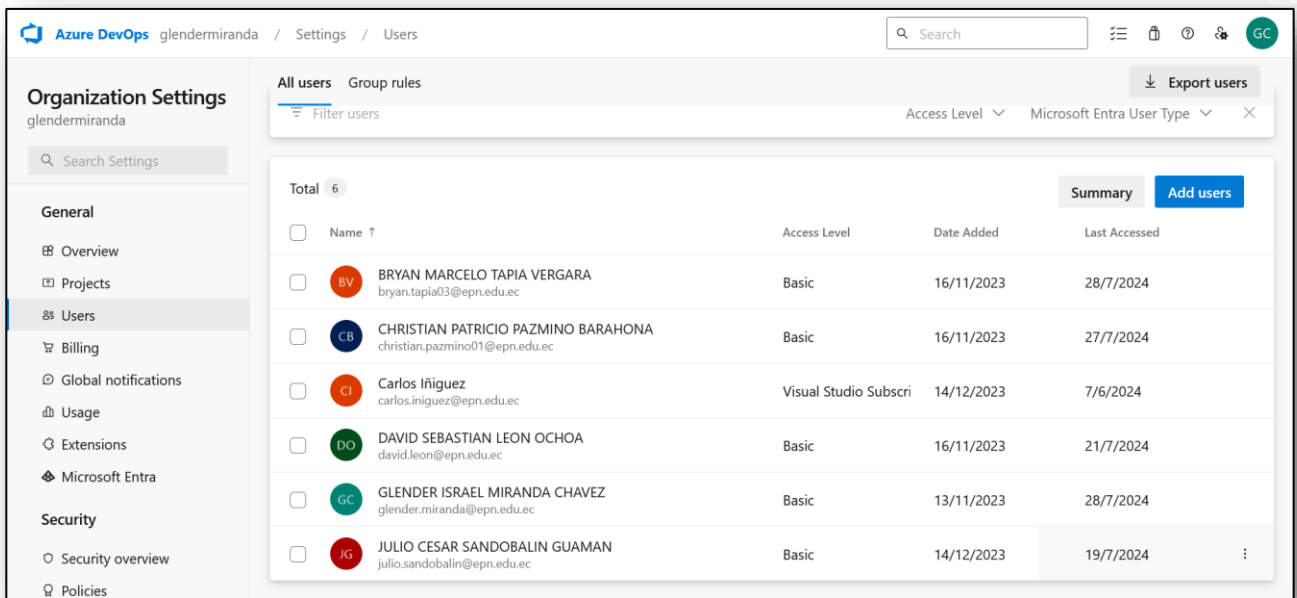 Azure DevOps glendermiranda / Settings / Users
Search
GC
Organization Settings
glendermiranda
Search Settings
General
Overview
Projects
Users
Billing
Global notifications
Usage
Extensions
Microsoft Entra
Security
Security overview
Policies
All users Group rules
Export users
Filter users Access Level Microsoft Entra User Type
Total 6
Summary Add users
Name ↑ Access Level Date Added Last Accessed
BV BRYAN MARCELO TAPIA VERGARA
bryan.tapia03@epn.edu.ec
Basic 16/11/2023 28/7/2024
CB CHRISTIAN PATRICIO PAZMINO BARAHONA
christian.pazmino01@epn.edu.ec
Basic 16/11/2023 27/7/2024
CI Carlos Iñiguez
carlos.iniguez@epn.edu.ec
Visual Studio Subscri 14/12/2023 7/6/2024
DO DAVID SEBASTIAN LEON OCHOA
david.leon@epn.edu.ec
Basic 16/11/2023 21/7/2024
GC GLENDER ISRAEL MIRANDA CHAVEZ
glender.miranda@epn.edu.ec
Basic 13/11/2023 28/7/2024
JG JULIO CESAR SANDOBALIN GUAMAN
julio.sandobalin@epn.edu.ec
Basic 14/12/2023 19/7/2024